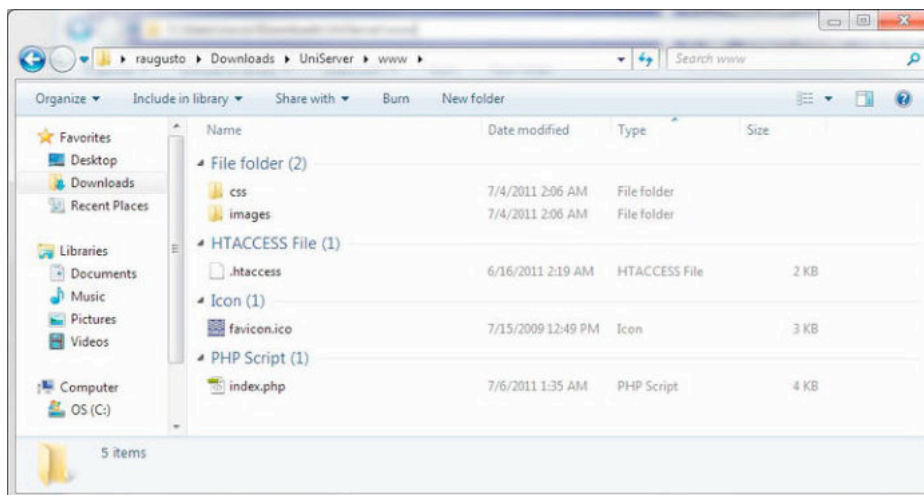 raugusto Downloads UniServer www Search www
Organize Include in library Share with Burn New folder
Favorites
Desktop
Downloads
Recent Places
Libraries
Documents
Music
Pictures
Videos
Computer
OS (C:)
Name Date modified Type Size
File folder (2)
css 7/4/2011 2:06 AM File folder
images 7/4/2011 2:06 AM File folder
HTACCESS File (1)
.htaccess 6/16/2011 2:19 AM HTACCESS File 2 KB
Icon (1)
favicon.ico 7/15/2009 12:49 PM Icon 3 KB
PHP Script (1)
index.php 7/6/2011 1:35 AM PHP Script 4 KB
5 items